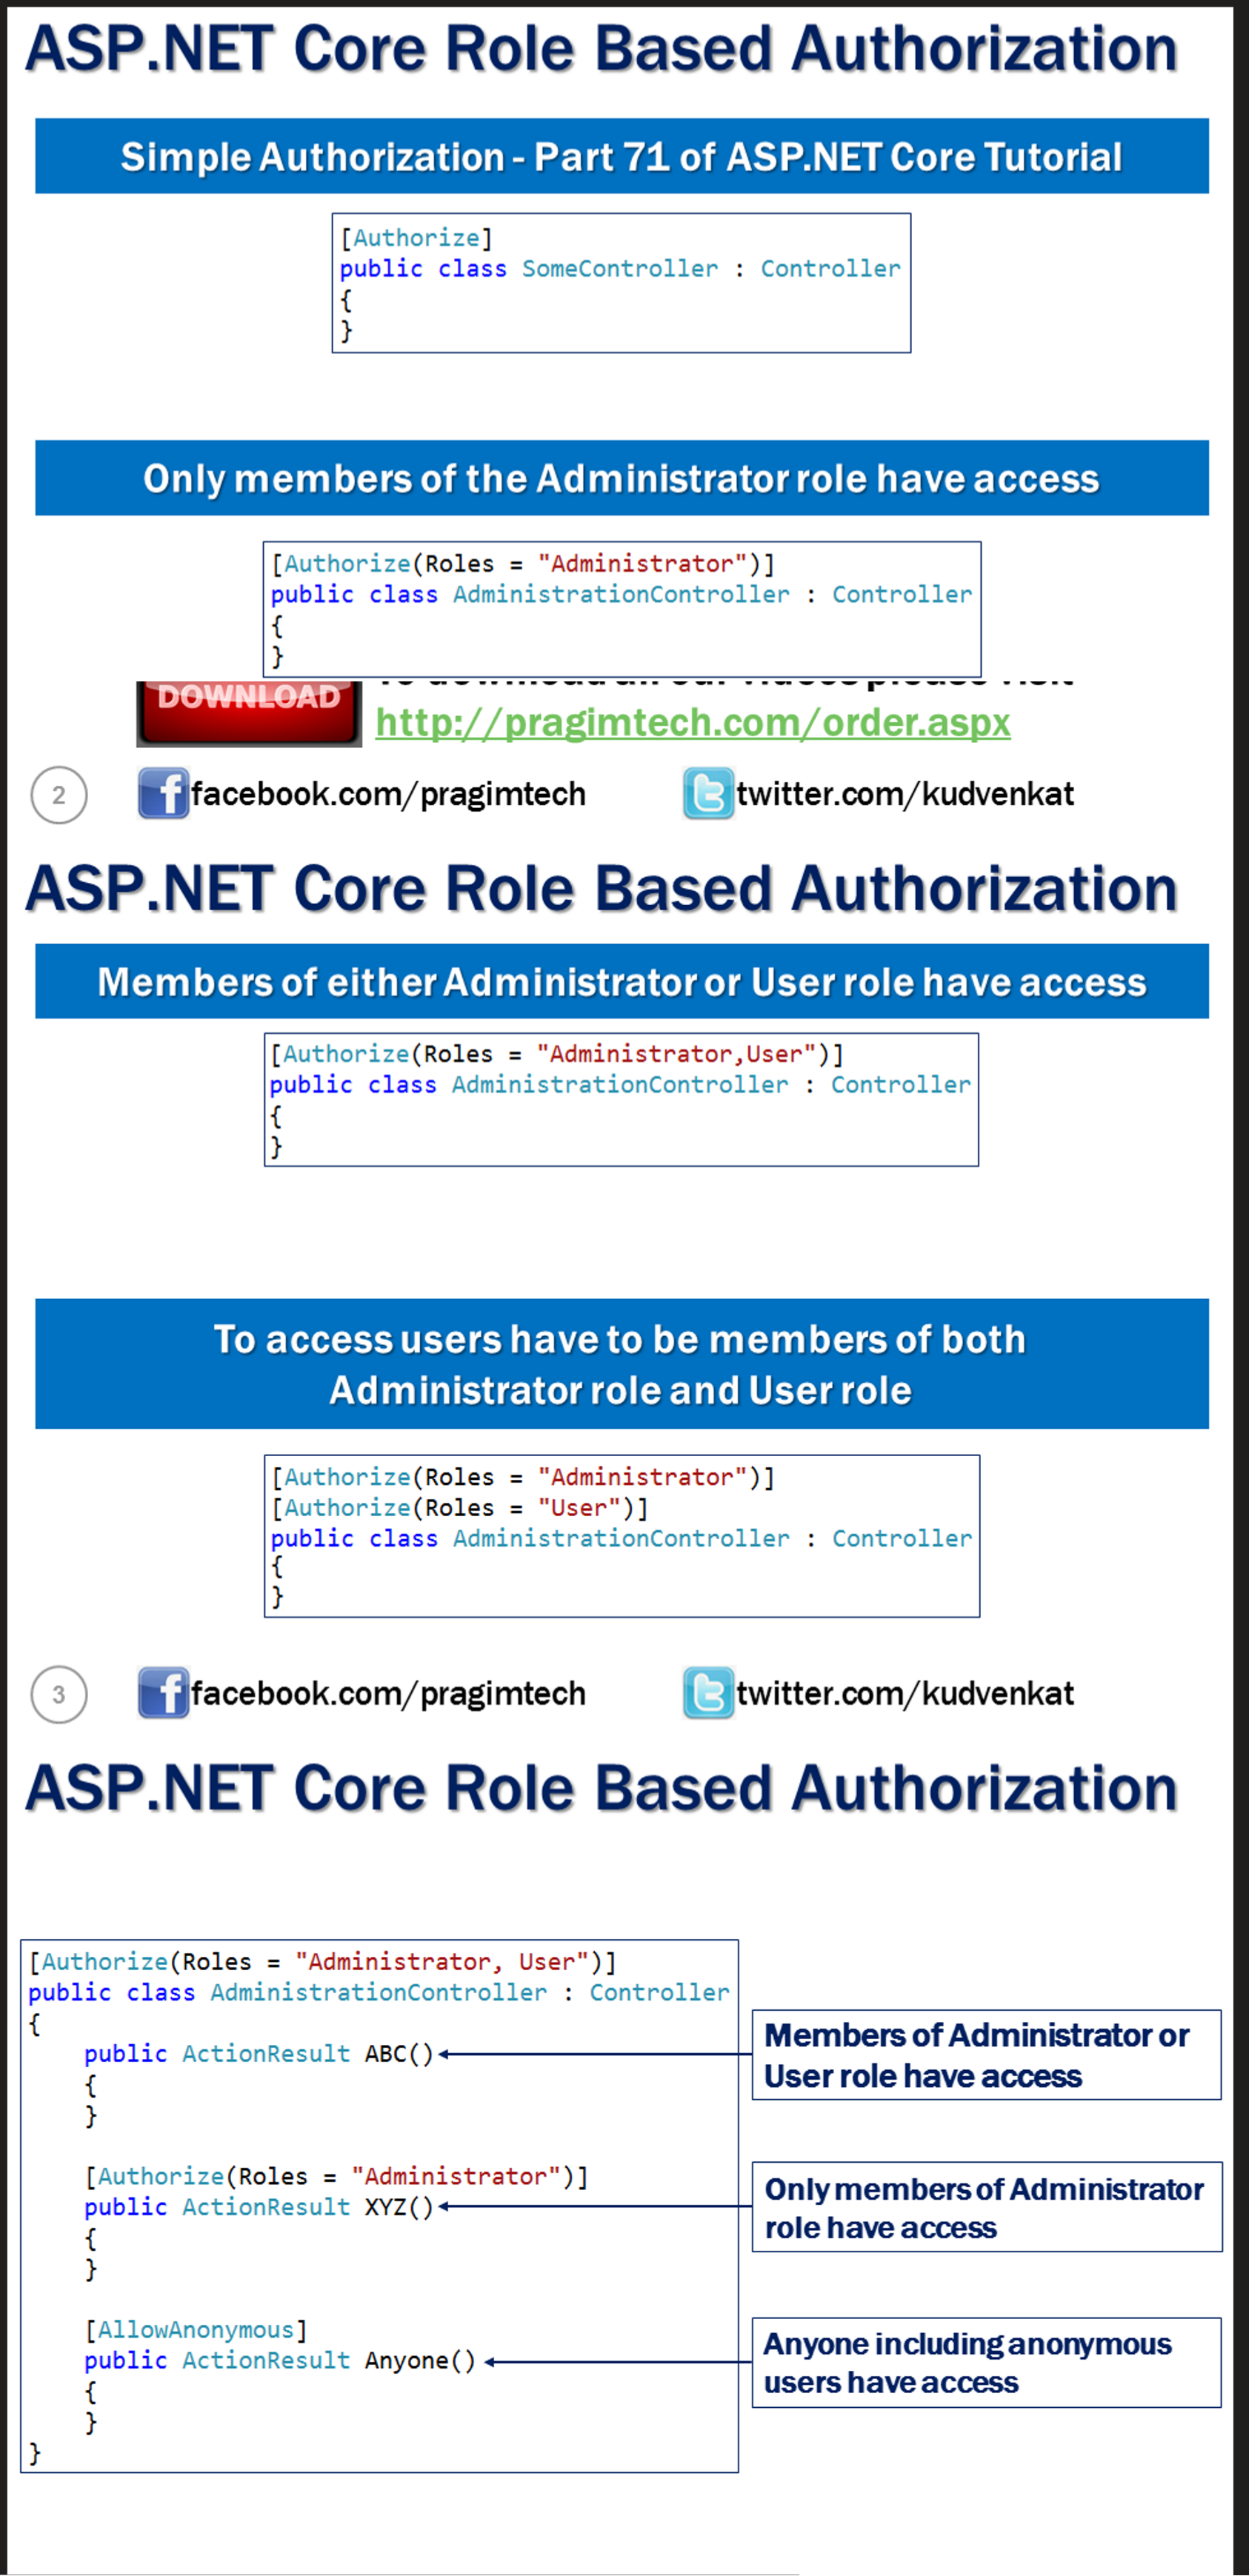 ASP.NET Core Role Based Authorization
Simple Authorization - Part 71 of ASP.NET Core Tutorial
[Authorize]
public class SomeController : Controller
{
}
Only members of the Administrator role have access
[Authorize(Roles = "Administrator")]
public class AdministrationController : Controller
{
}
DOWNLOAD
To download all our videos please visit
http://pragimtech.com/order.aspx
2
facebook.com/pragimtech
twitter.com/kudvenkat
ASP.NET Core Role Based Authorization
Members of either Administrator or User role have access
[Authorize(Roles = "Administrator,User")]
public class AdministrationController : Controller
{
}
To access users have to be members of both
Administrator role and User role
[Authorize(Roles = "Administrator")]
[Authorize(Roles = "User")]
public class AdministrationController : Controller
{
}
3
facebook.com/pragimtech
twitter.com/kudvenkat
ASP.NET Core Role Based Authorization
[Authorize(Roles = "Administrator, User")]
public class AdministrationController : Controller
{
public ActionResult ABC()
{
}
Members of Administrator or
User role have access
[Authorize(Roles = "Administrator")]
public ActionResult XYZ()
{
}
Only members of Administrator
role have access
[AllowAnonymous]
public ActionResult Anyone()
{
}
}
Anyone including anonymous
users have access